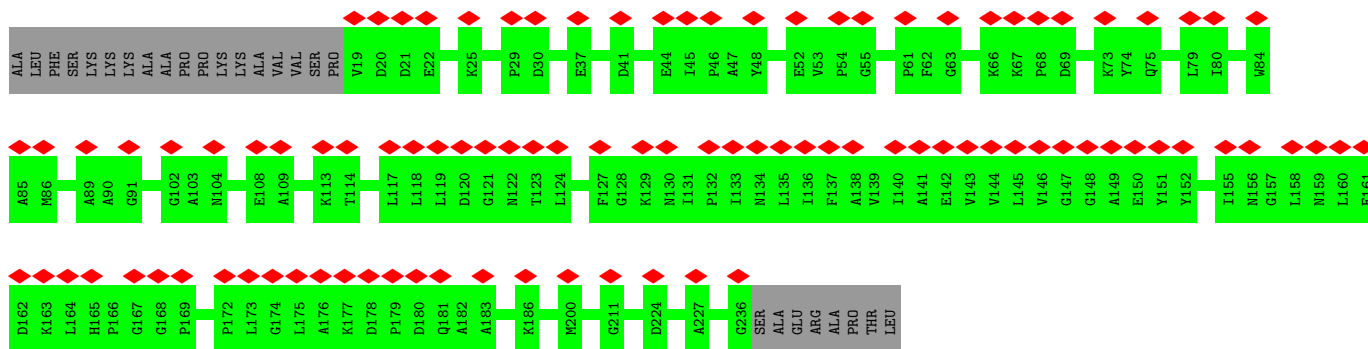 ALA LEU PHE SER LYS LYS LYS ALA ALA PRO PRO LYS LYS ALA VAL VAL SER PRO V19 D20 D21 E22 K25 P29 D30 E37 D41 E44 I45 P46 A47 Y48 E52 V53 P54 G55 P61 F62 G63 K66 K67 P68 D69 K73 Y74 Q75 L79 I80 W84
A85 M86 A89 A90 G91 G102 A103 N104 E108 A109 K113 T114 L117 L118 L119 D120 G121 N122 T123 L124 F127 G128 K129 N130 I131 P132 I133 N134 L135 I136 F137 A138 V139 I140 A141 E142 V143 V144 L145 V146 G147 G148 A149 E150 Y151 Y152 I155 N156 G157 L158 N159 L160 E161
D162 K163 L164 H165 P166 G167 G168 P169 P172 L173 G174 L175 A176 K177 D178 P179 D180 Q181 A182 A183 K186 M200 G211 D224 A227 G236 SER ALA GLU ARG ALA PRO THR LEU